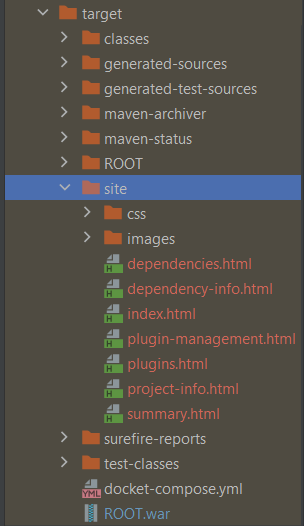 target
classes
generated-sources
generated-test-sources
maven-archiver
maven-status
ROOT
site
css
images
H dependencies.html
H dependency-info.html
H index.html
H plugin-management.html
H plugins.html
H project-info.html
H summary.html
surefire-reports
test-classes
YML docket-compose.yml
ROOT.war